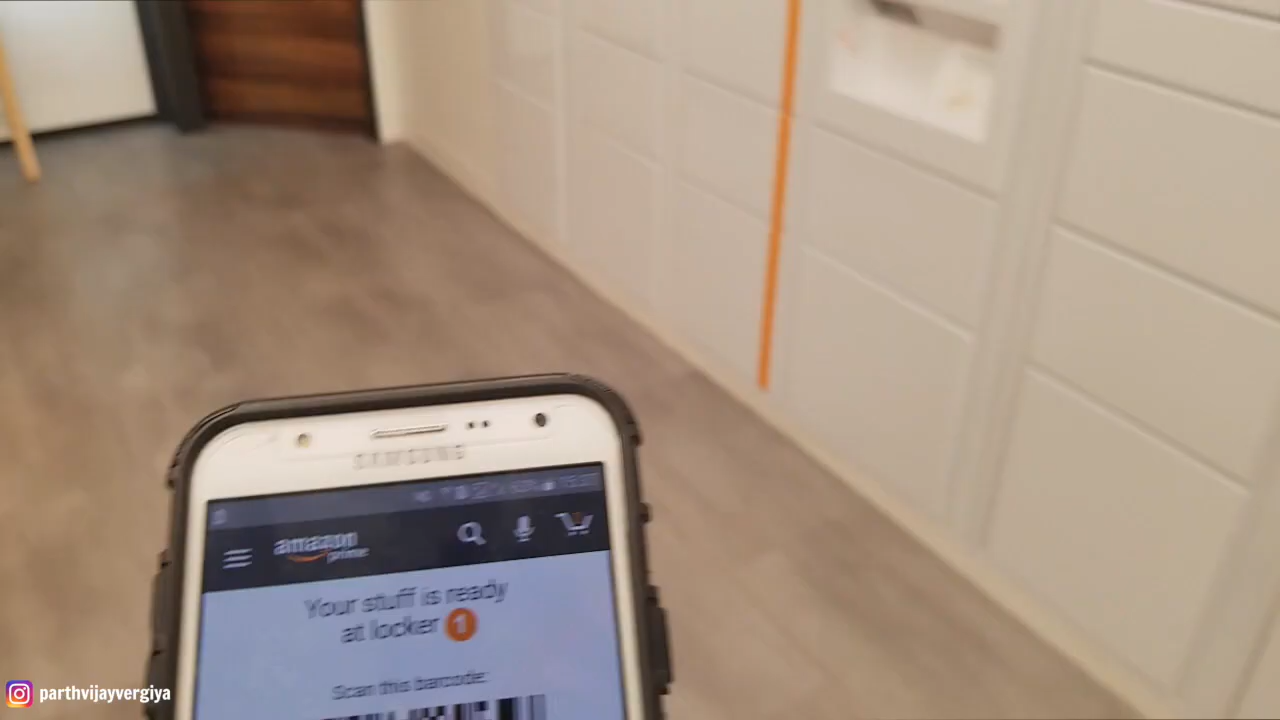 SAMSUNG
amazon
prime
Your stuff is ready
at locker 1
Scan this barcode:
parthvijayvergiya